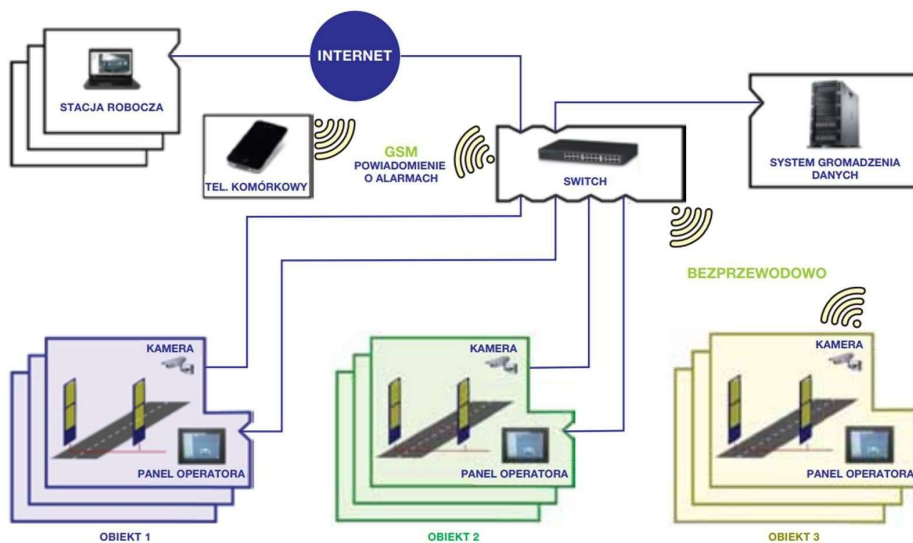 INTERNET
STACJA ROBOCZA
GSM
POWIADOMIENIE
O ALARMACH
TEL. KOMÓRKOWY
SWITCH
SYSTEM GROMADZENIA
DANYCH
BEZPRZEWODOWO
KAMERA
PANEL OPERATORA
OBIEKT 1
KAMERA
PANEL OPERATORA
OBIEKT 2
KAMERA
PANEL OPERATORA
OBIEKT 3